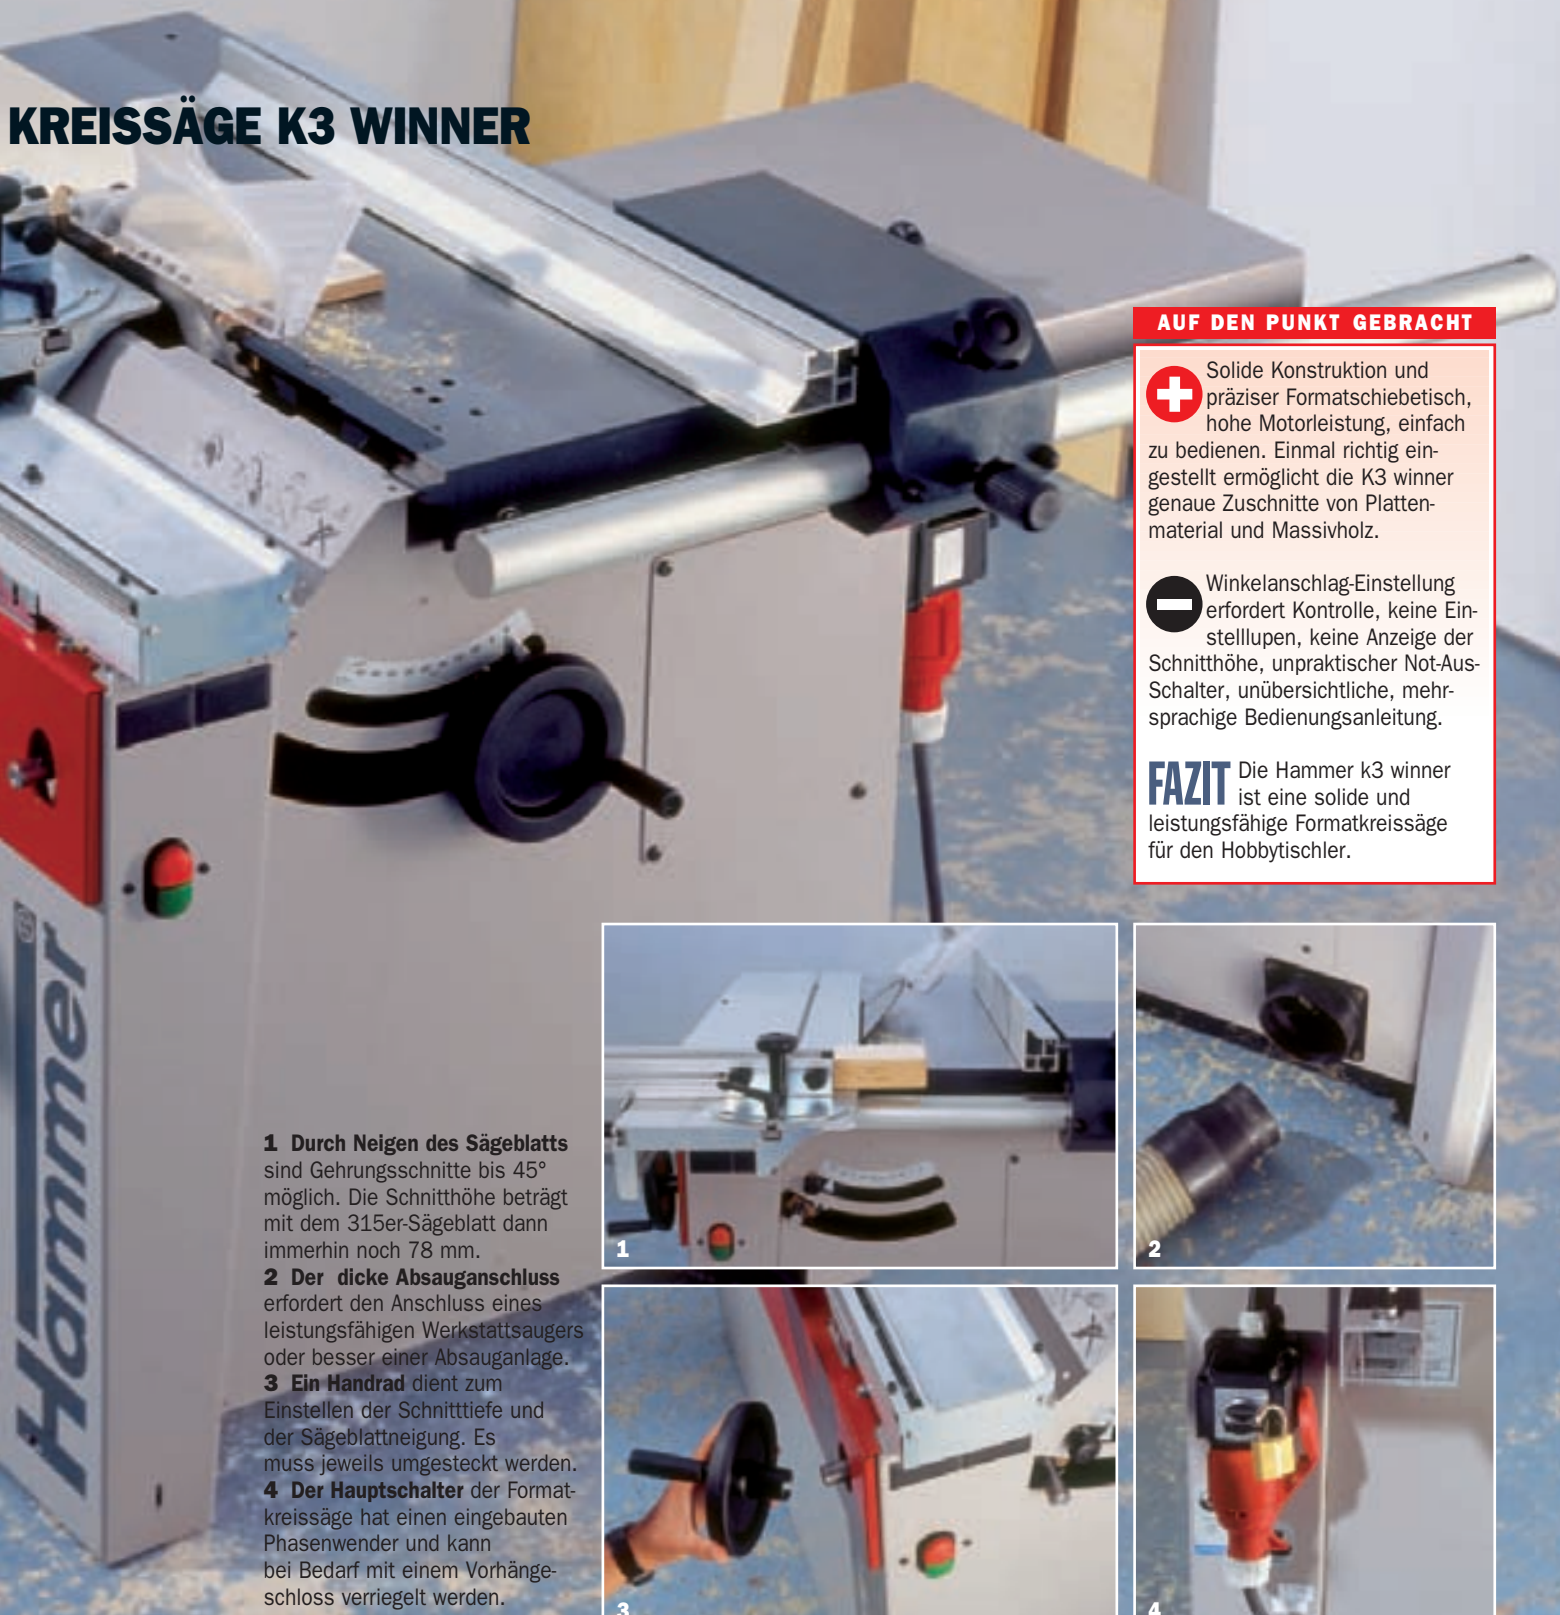 KREISSÄGE K3 WINNER
AUF DEN PUNKT GEBRACHT
Solide Konstruktion und
präziser Formatschiebetisch,
hohe Motorleistung, einfach
zu bedienen. Einmal richtig ein-
gestellt ermöglicht die K3 winner
genaue Zuschnitte von Platten-
material und Massivholz.
Winkelanschlag-Einstellung
erfordert Kontrolle, keine Ein-
stelllupen, keine Anzeige der
Schnitthöhe, unpraktischer Not-Aus-
Schalter, unübersichtliche, mehr-
sprachige Bedienungsanleitung.
FAZIT Die Hammer k3 winner
ist eine solide und
leistungsfähige Formatkreissäge
für den Hobbytischler.
Hammer
1 Durch Neigen des Sägeblatts
sind Gehrungsschnitte bis 45°
möglich. Die Schnitthöhe beträgt
mit dem 315er-Sägeblatt dann
immerhin noch 78 mm.
2 Der dicke Absauganschluss
erfordert den Anschluss eines
leistungsfähigen Werkstattsaugers
oder besser einer Absauganlage.
3 Ein Handrad dient zum
Einstellen der Schnitttiefe und
der Sägeblattneigung. Es
muss jeweils umgesteckt werden.
4 Der Hauptschalter der Format-
kreissäge hat einen eingebauten
Phasenwender und kann
bei Bedarf mit einem Vorhänge-
schloss verriegelt werden.
1
2
3
4